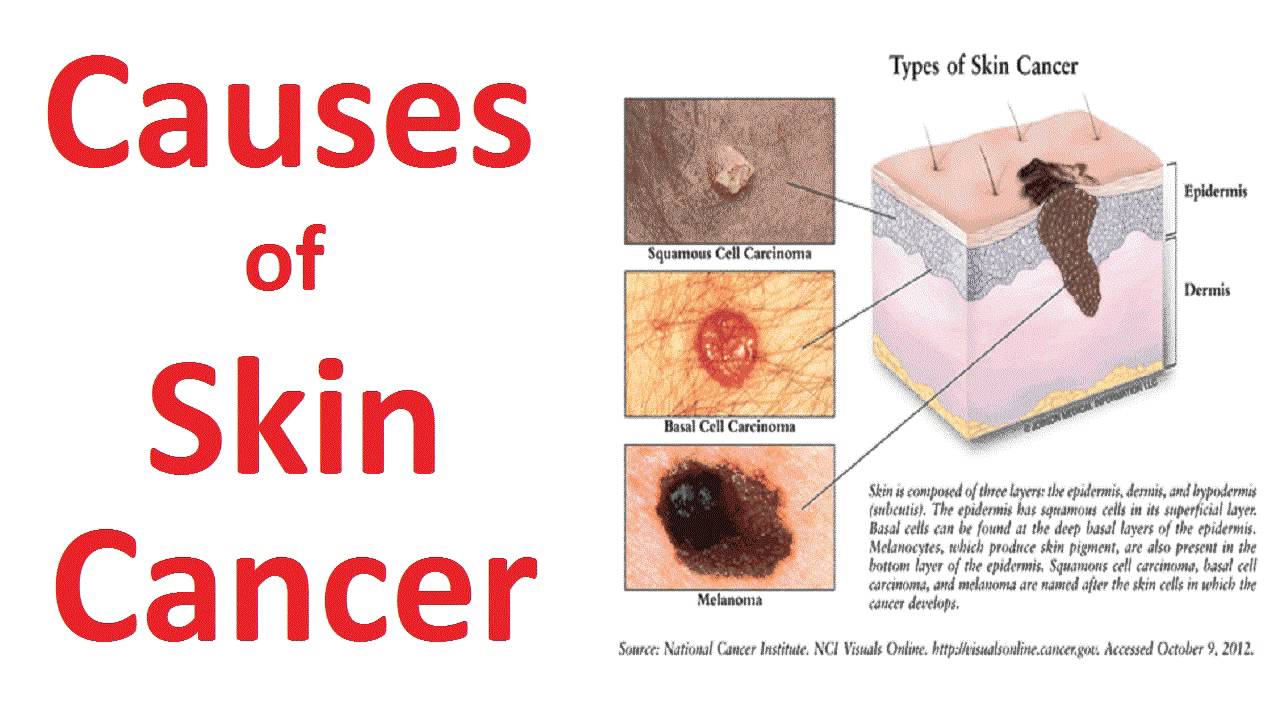 Causes
of
Skin
Cancer
Types of Skin Cancer
Squamous Cell Carcinoma
Basal Cell Carcinoma
Melanoma
Epidermis
Dermis
Skin is composed of three layers: the epidermis, dermis, and hypodermis
(subcutis). The epidermis has squamous cells in its superficial layer.
Basal cells can be found at the deep basal layers of the epidermis.
Melanocytes, which produce skin pigment, are also present in the
bottom layer of the epidermis. Squamous cell carcinoma, basal cell
carcinoma, and melanoma are named after the skin cells in which the
cancer develops.
Source: National Cancer Institute. NCI Visuals Online. http://visualsonline.cancer.gov. Accessed October 9, 2012.